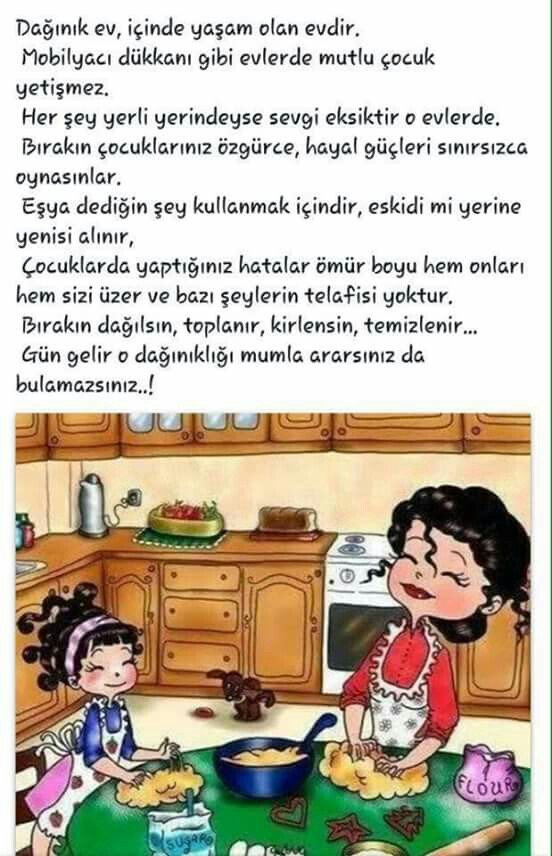 Dağınık ev, içinde yaşam olan evdir.
Mobilyacı dükkanı gibi evlerde mutlu çocuk
yetişmez.
Her şey yerli yerindeyse sevgi eksiktir o evlerde.
Bırakın çocuklarınız özgürce, hayal güçleri sınırsızca
oynasınlar.
Eşya dediğin şey kullanmak içindir, eskidi mi yerine
yenisi alınır,
Çocuklarda yaptığınız hatalar ömür boyu hem onları
hem sizi üzer ve bazı şeylerin telafisi yoktur.
Bırakın dağılsın, toplanır, kirlensin, temizlenir...
Gün gelir o dağınıklığı mumla ararsınız da
bulamazsınız..!
FLOUR
SUGAR